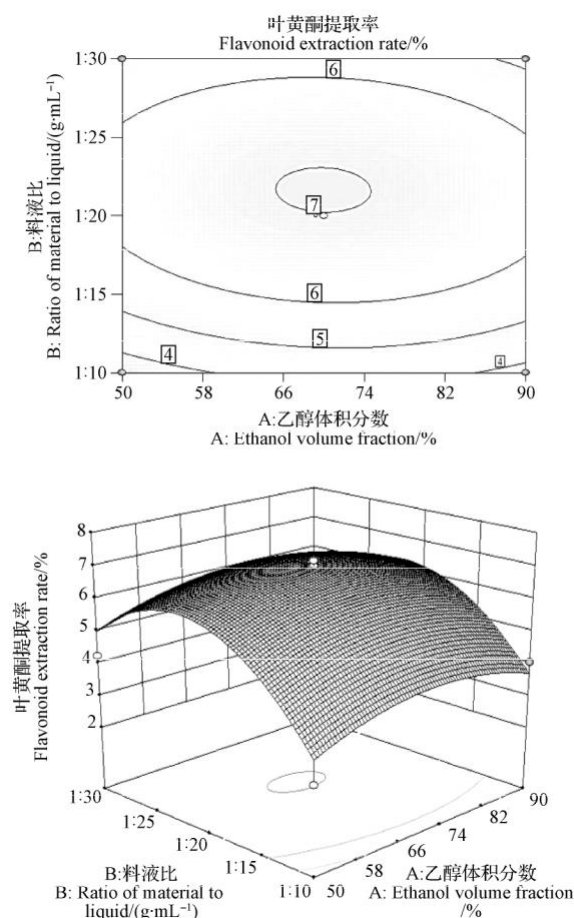 叶黄酮提取率
Flavonoid extraction rate/%
1∶30
1∶25
1∶20
1∶15
1∶10
B:料液比
B: Ratio of material to liquid/(g·mL⁻¹)
6
7
6
5
4
4
50
58
66
74
82
90
A:乙醇体积分数
A: Ethanol volume fraction/%
8
7
6
5
4
3
2
叶黄酮提取率
Flavonoid extraction rate/%
1∶30
1∶25
1∶20
1∶15
1∶10
50
58
66
74
82
90
B:料液比
B: Ratio of material to
liquid/(g·mL⁻¹)
A:乙醇体积分数
A: Ethanol volume fraction
/%